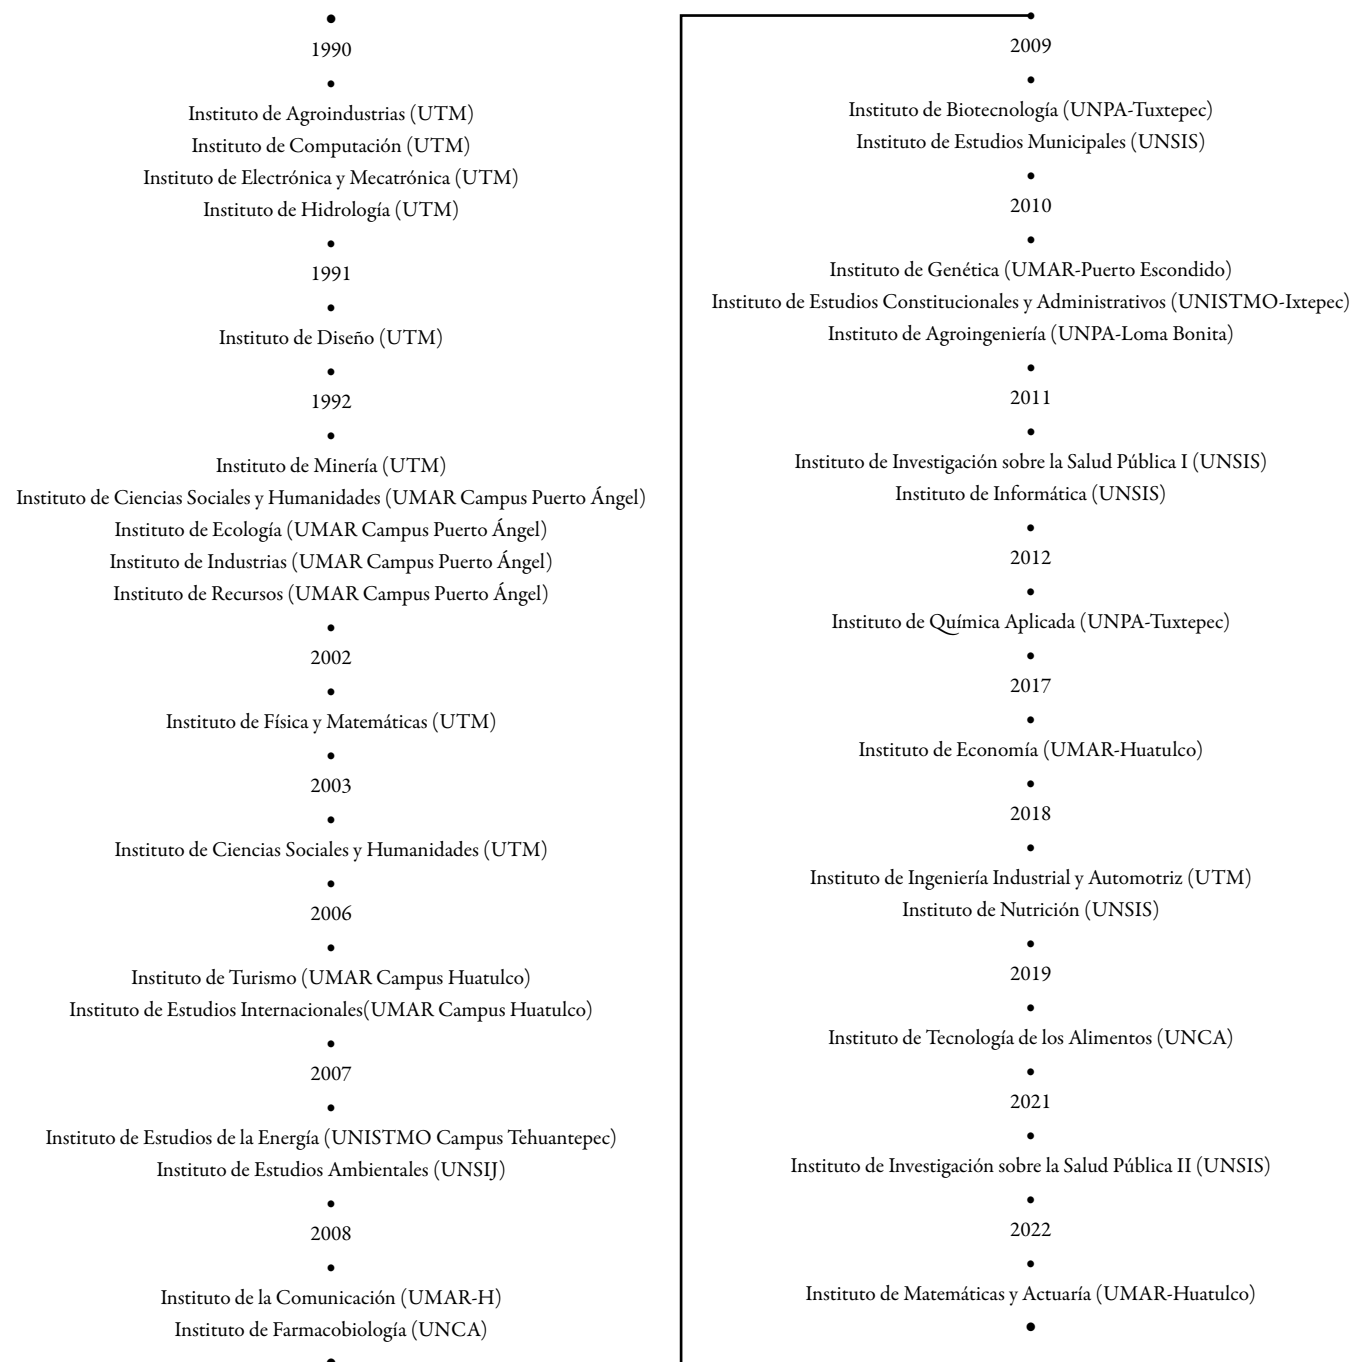 1990
Instituto de Agroindustrias (UTM)
Instituto de Computación (UTM)
Instituto de Electrónica y Mecatrónica (UTM)
Instituto de Hidrología (UTM)
1991
Instituto de Diseño (UTM)
1992
Instituto de Minería (UTM)
Instituto de Ciencias Sociales y Humanidades (UMAR Campus Puerto Ángel)
Instituto de Ecología (UMAR Campus Puerto Ángel)
Instituto de Industrias (UMAR Campus Puerto Ángel)
Instituto de Recursos (UMAR Campus Puerto Ángel)
2002
Instituto de Física y Matemáticas (UTM)
2003
Instituto de Ciencias Sociales y Humanidades (UTM)
2006
Instituto de Turismo (UMAR Campus Huatulco)
Instituto de Estudios Internacionales(UMAR Campus Huatulco)
2007
Instituto de Estudios de la Energía (UNISTMO Campus Tehuantepec)
Instituto de Estudios Ambientales (UNSIJ)
2008
Instituto de la Comunicación (UMAR-H)
Instituto de Farmacobiología (UNCA)
2009
Instituto de Biotecnología (UNPA-Tuxtepec)
Instituto de Estudios Municipales (UNSIS)
2010
Instituto de Genética (UMAR-Puerto Escondido)
Instituto de Estudios Constitucionales y Administrativos (UNISTMO-Ixtepec)
Instituto de Agroingeniería (UNPA-Loma Bonita)
2011
Instituto de Investigación sobre la Salud Pública I (UNSIS)
Instituto de Informática (UNSIS)
2012
Instituto de Química Aplicada (UNPA-Tuxtepec)
2017
Instituto de Economía (UMAR-Huatulco)
2018
Instituto de Ingeniería Industrial y Automotriz (UTM)
Instituto de Nutrición (UNSIS)
2019
Instituto de Tecnología de los Alimentos (UNCA)
2021
Instituto de Investigación sobre la Salud Pública II (UNSIS)
2022
Instituto de Matemáticas y Actuaría (UMAR-Huatulco)